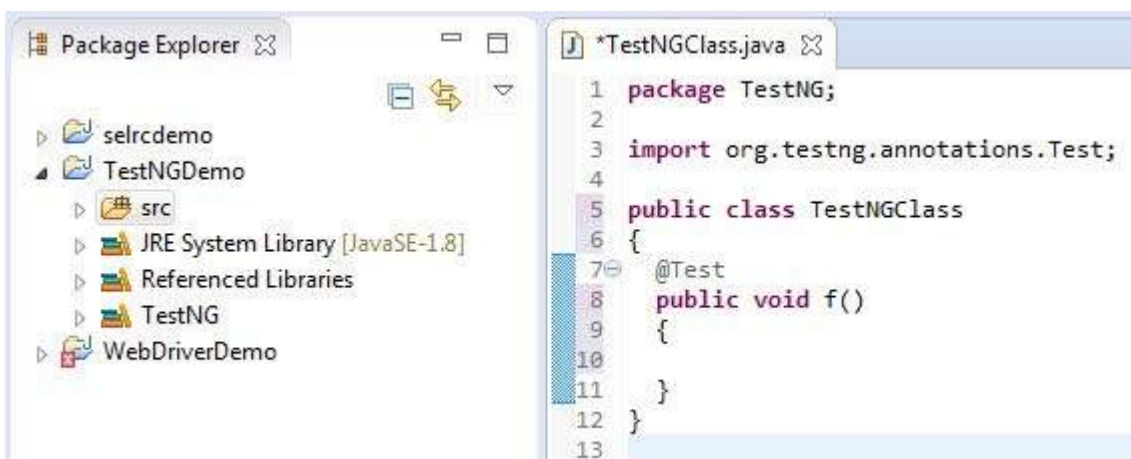 Package Explorer
selrcdemo
TestNGDemo
src
JRE System Library [JavaSE-1.8]
Referenced Libraries
TestNG
WebDriverDemo
*TestNGClass.java
1 package TestNG;
2
3 import org.testng.annotations.Test;
4
5 public class TestNGClass
6 {
7 @Test
8 public void f()
9 {
10
11 }
12 }
13